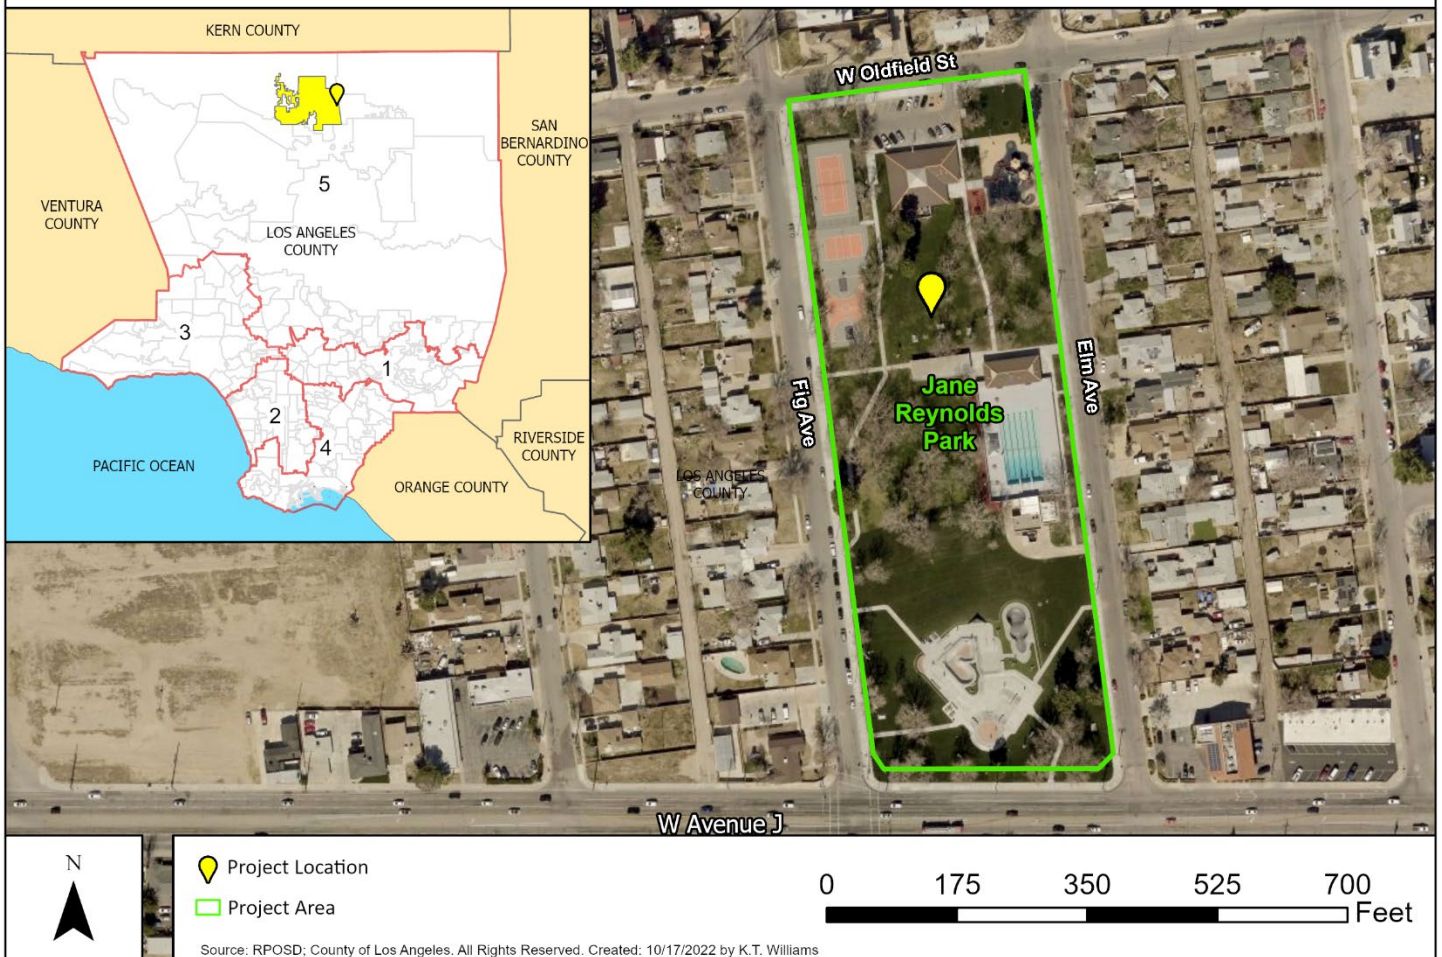 KERN COUNTY
SAN
BERNARDINO
COUNTY
VENTURA
COUNTY
5
LOS ANGELES
COUNTY
3
1
2
4
PACIFIC OCEAN
RIVERSIDE
COUNTY
ORANGE COUNTY
W Oldfield St
Fig Ave
Elm Ave
Jane
Reynolds
Park
LOS ANGELES
COUNTY
W Avenue J
N
Project Location
Project Area
0 175 350 525 700
Feet
Source: RPOSD; County of Los Angeles. All Rights Reserved. Created: 10/17/2022 by K.T. Williams